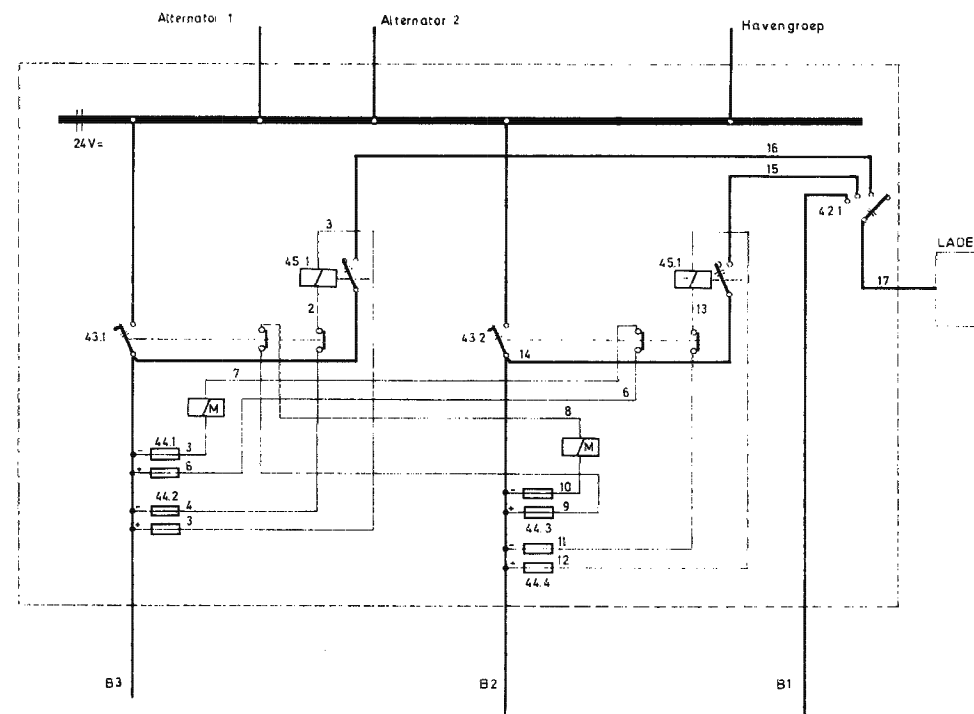 Alternator 1
Alternator 2
Havengroep
24V=
16
15
42.1
3
45.1
45.1
LADE
17
2
13
43.1
43.2
14
7
6
M
8
M
44.1
- 3
+ 6
44.2
- 4
+ 3
- 10
+ 9
44.3
- 11
+ 12
44.4
B3
B2
B1